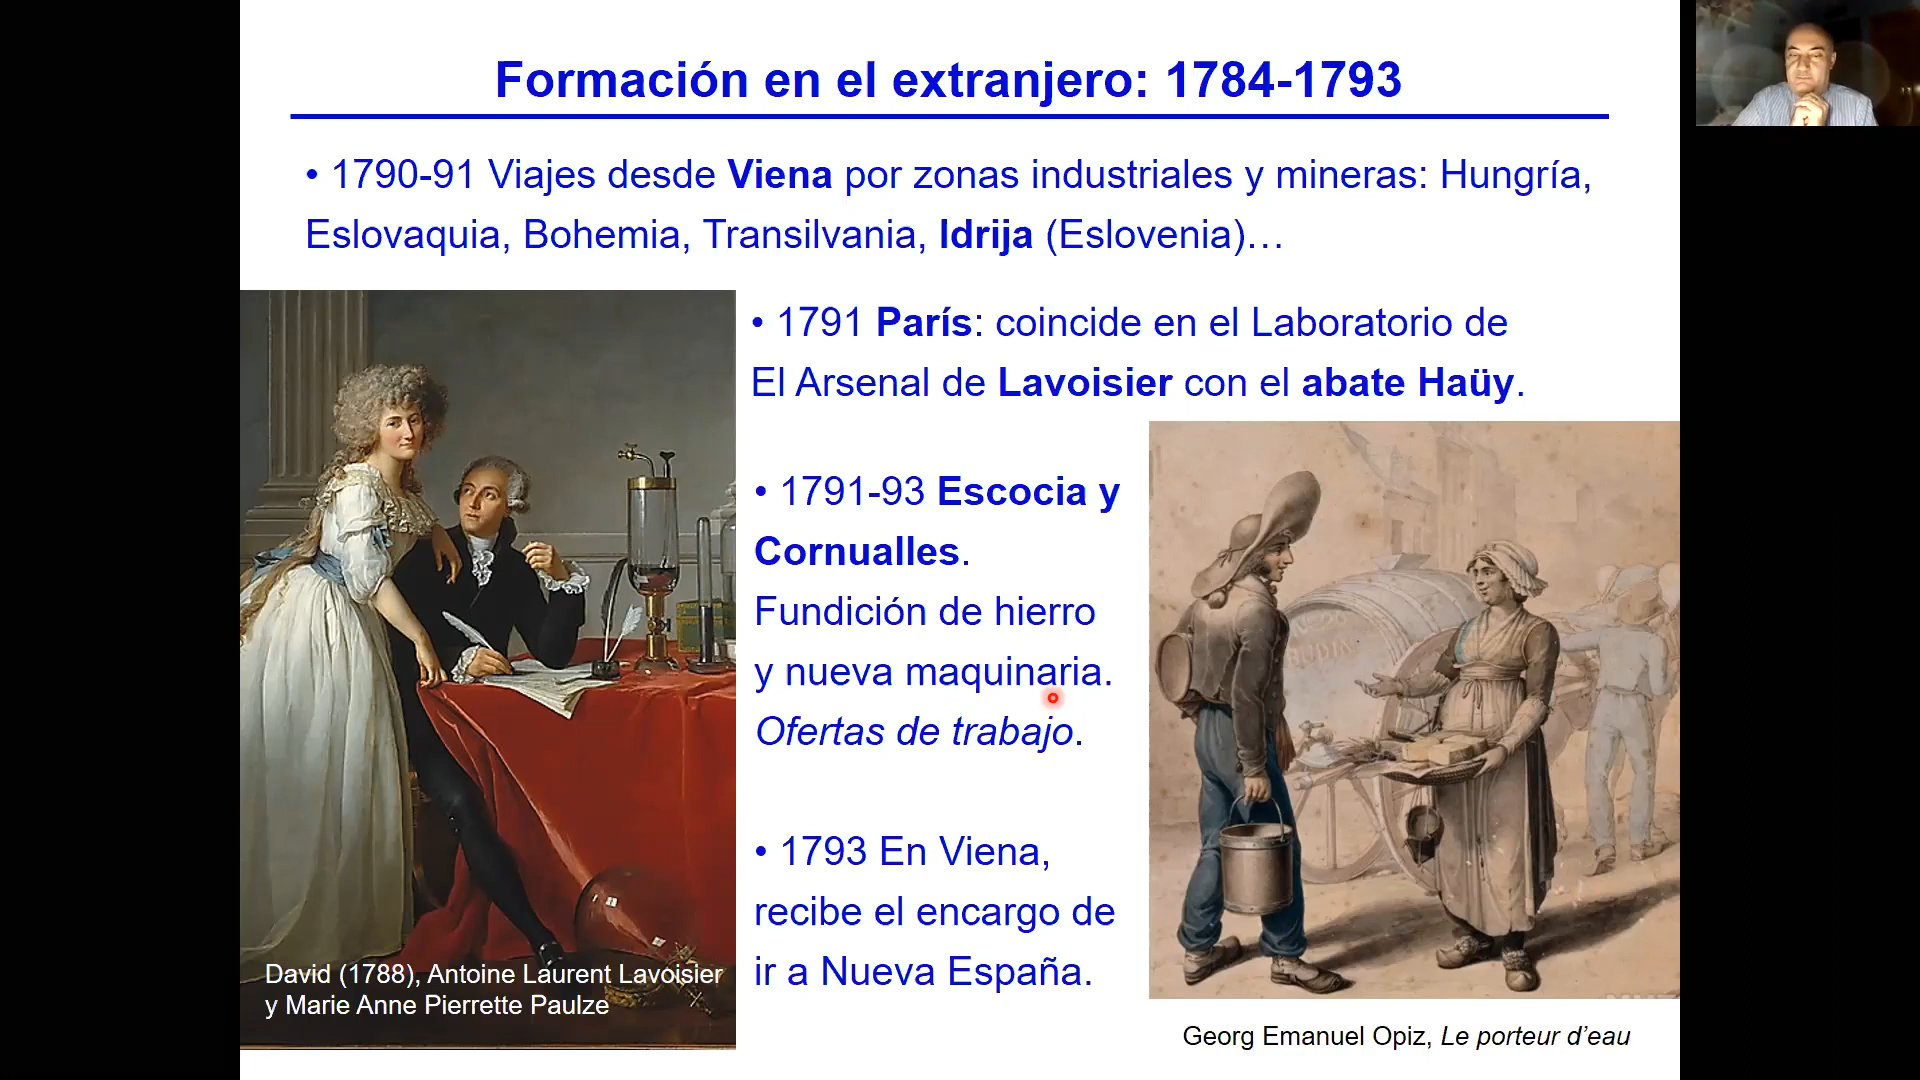 Formación en el extranjero: 1784-1793
• 1790-91 Viajes desde Viena por zonas industriales y mineras: Hungría,
Eslovaquia, Bohemia, Transilvania, Idrija (Eslovenia)…
• 1791 París: coincide en el Laboratorio de
El Arsenal de Lavoisier con el abate Haüy.
• 1791-93 Escocia y
Cornualles.
Fundición de hierro
y nueva maquinaria.
Ofertas de trabajo.
• 1793 En Viena,
recibe el encargo de
ir a Nueva España.
David (1788), Antoine Laurent Lavoisier
y Marie Anne Pierrette Paulze
Georg Emanuel Opiz, Le porteur d’eau